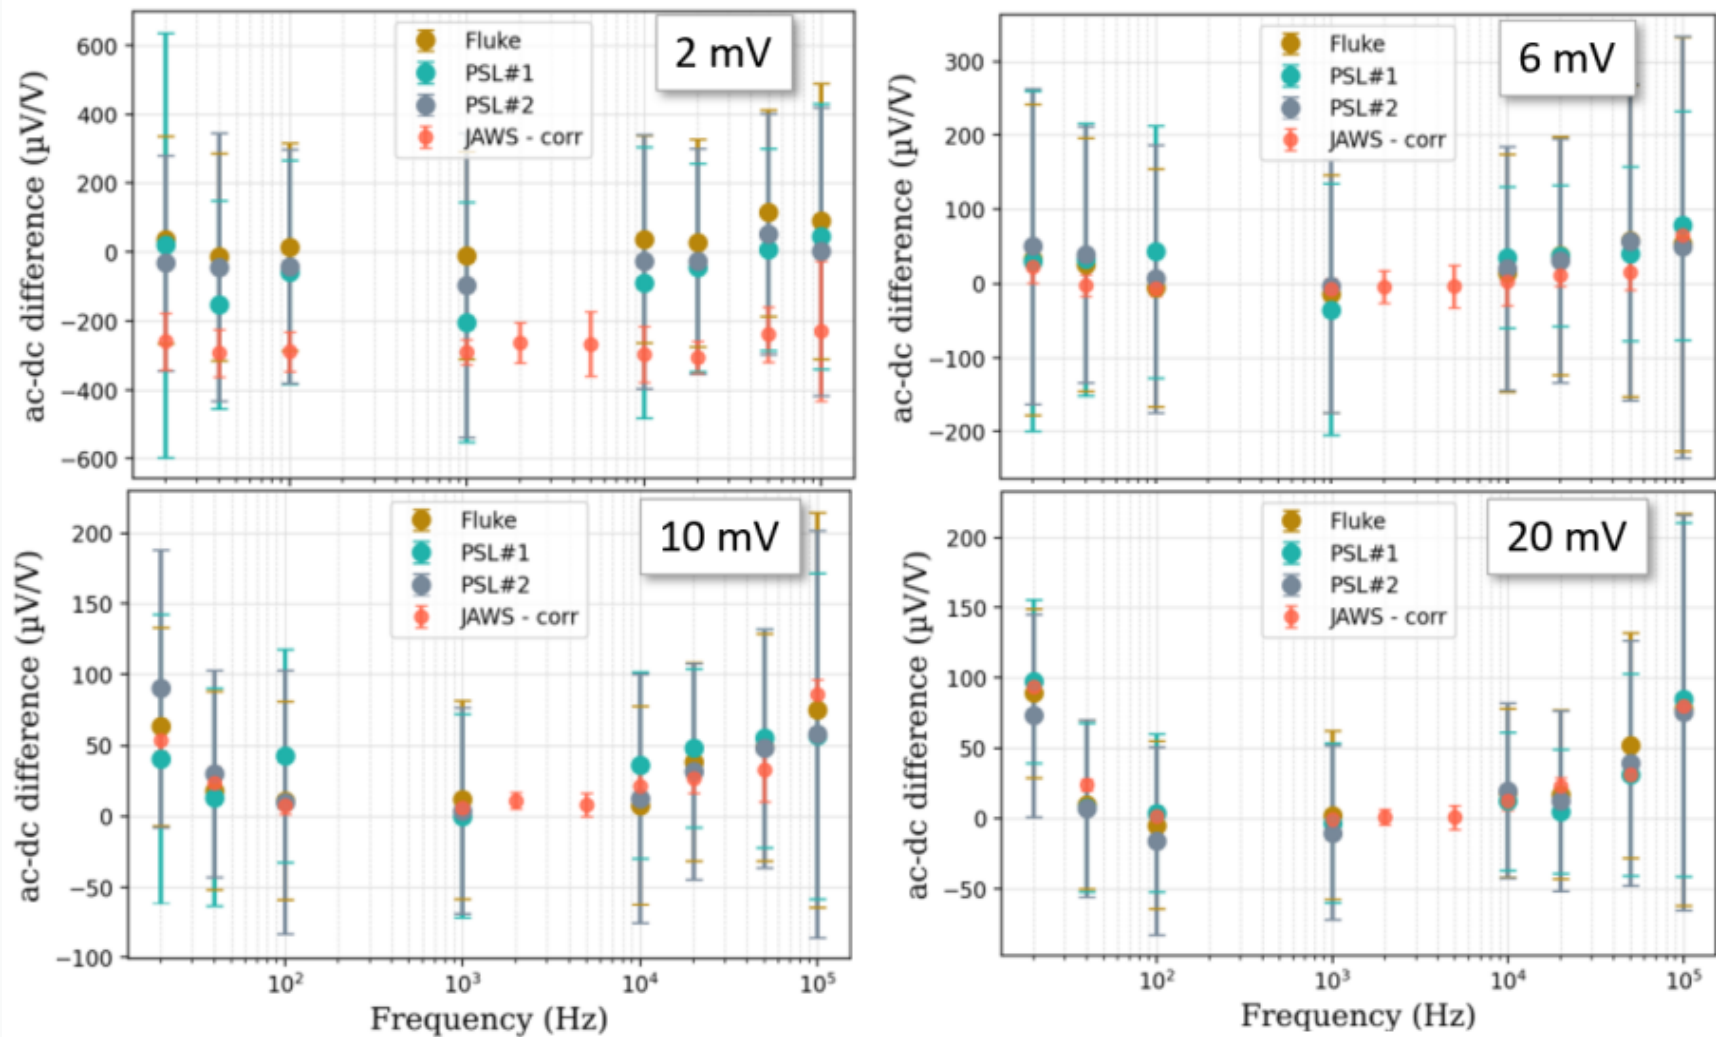 2 mV
Fluke
PSL#1
PSL#2
JAWS - corr
ac-dc difference (μV/V)
600
400
200
0
−200
−400
−600
6 mV
Fluke
PSL#1
PSL#2
JAWS - corr
ac-dc difference (μV/V)
300
200
100
0
−100
−200
10 mV
Fluke
PSL#1
PSL#2
JAWS - corr
ac-dc difference (μV/V)
200
150
100
50
0
−50
−100
10² 10³ 10⁴ 10⁵
Frequency (Hz)
20 mV
Fluke
PSL#1
PSL#2
JAWS - corr
ac-dc difference (μV/V)
200
150
100
50
0
−50
10² 10³ 10⁴ 10⁵
Frequency (Hz)